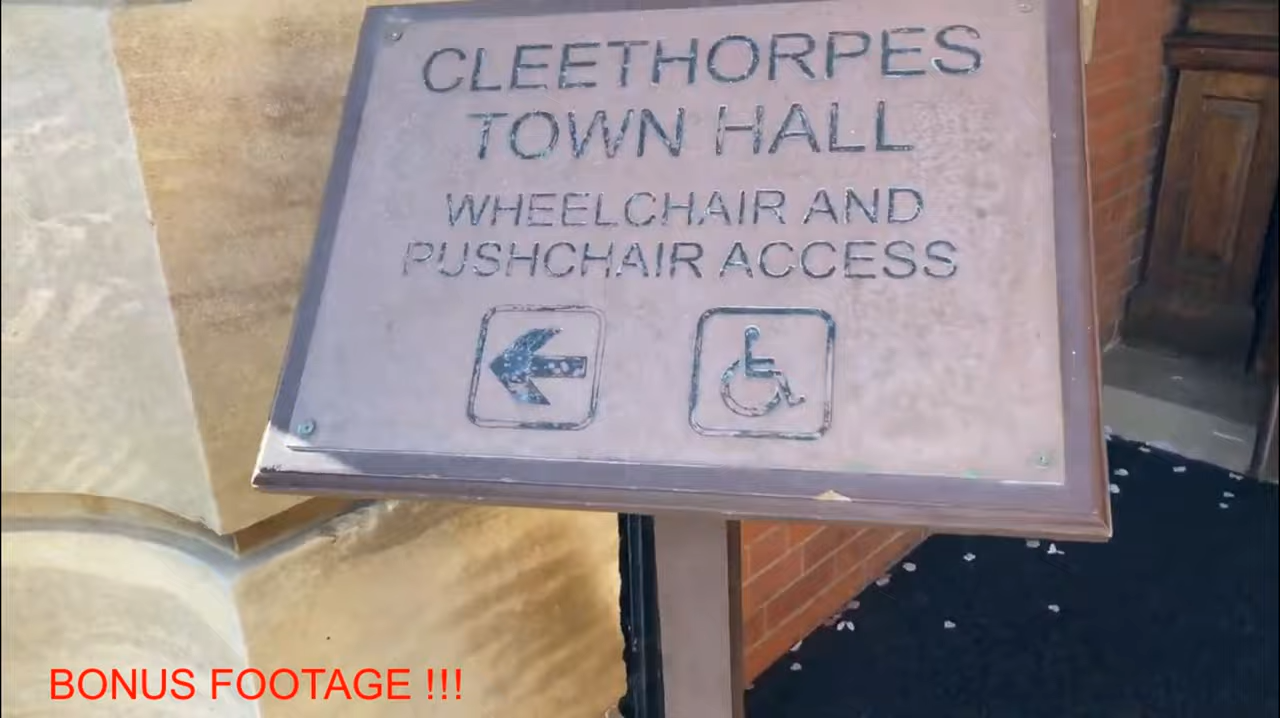 CLEETHORPES
TOWN HALL
WHEELCHAIR AND
PUSHCHAIR ACCESS
BONUS FOOTAGE !!!